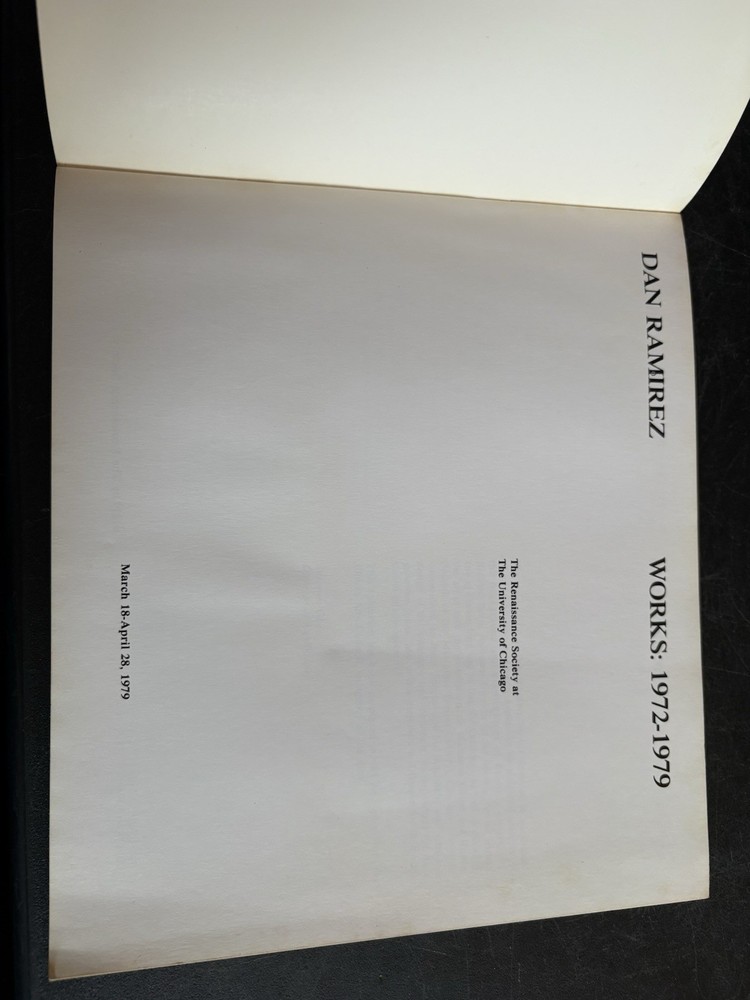 DAN RAMIREZ
WORKS: 1972-1979
The Renaissance Society at
The University of Chicago
March 18-April 28, 1979